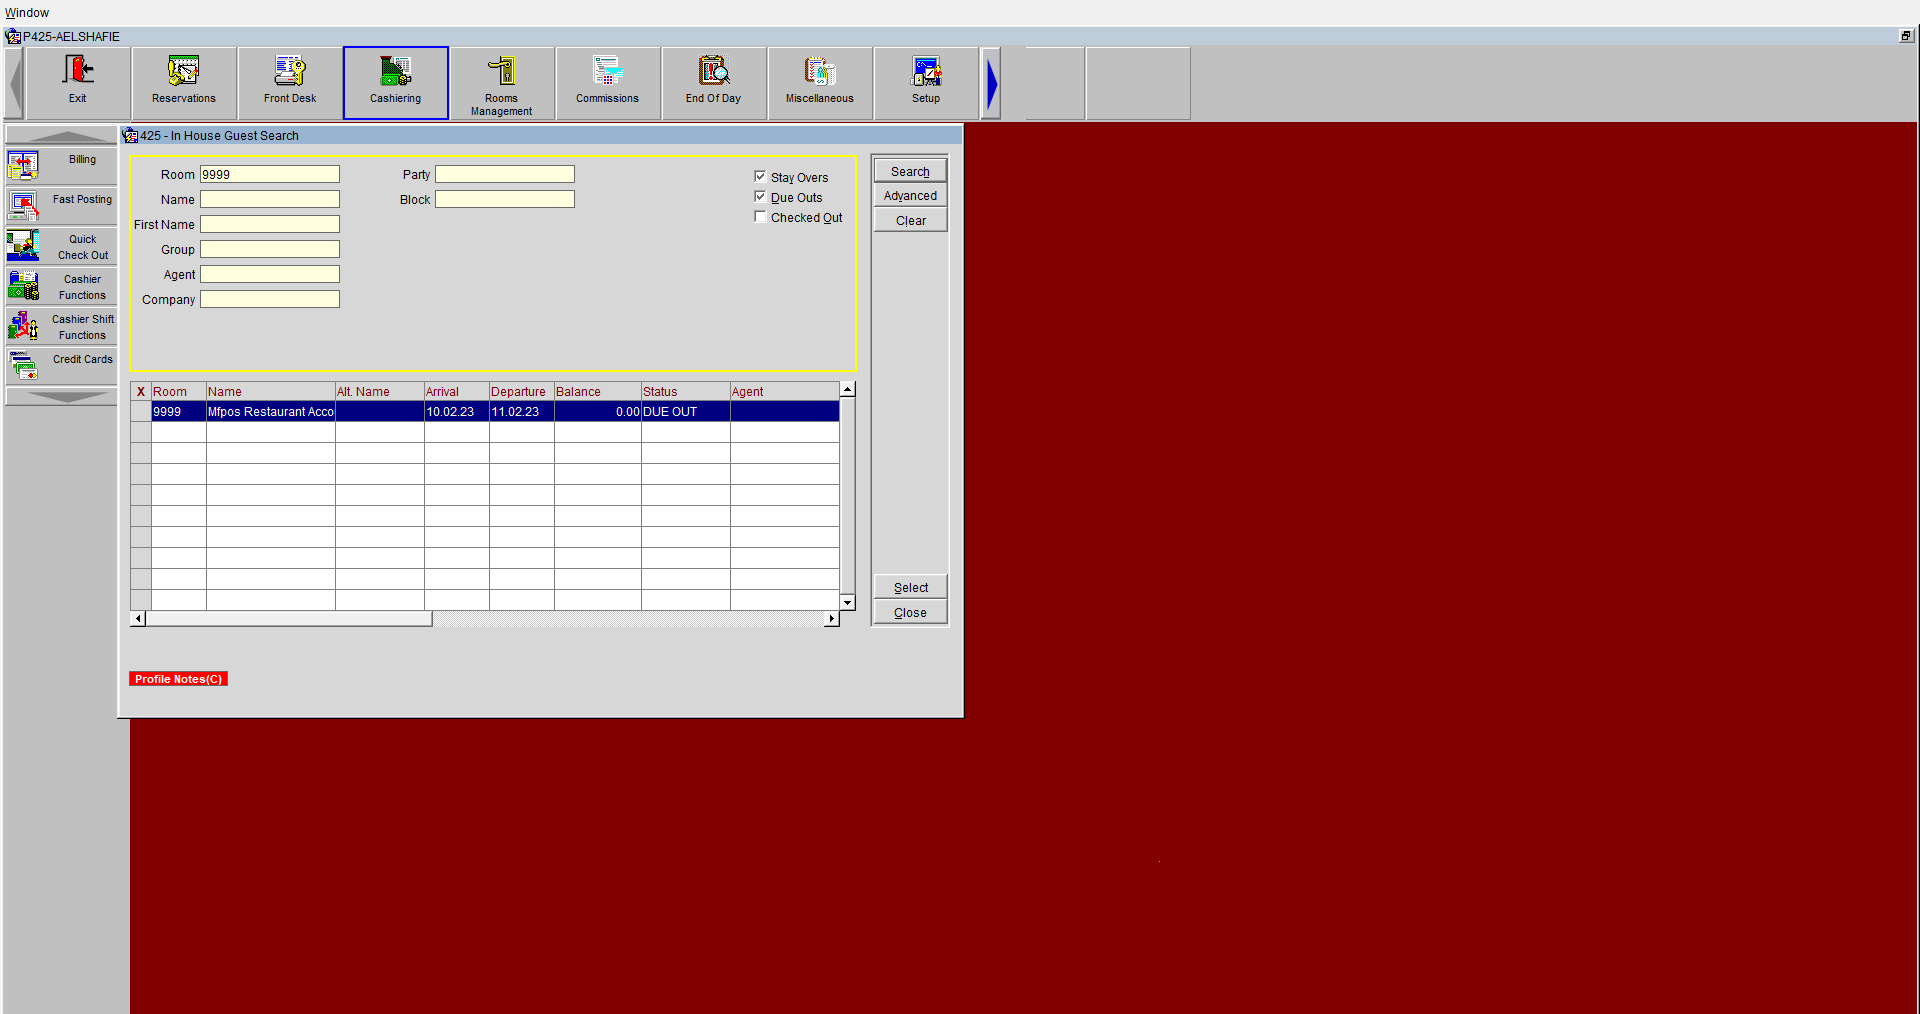 Window
P425-AELSHAFIE
Exit
Reservations
Front Desk
Cashiering
Rooms
Management
Commissions
End Of Day
Miscellaneous
Setup
Billing
Fast Posting
Quick
Check Out
Cashier
Functions
Cashier Shift
Functions
Credit Cards
425 - In House Guest Search
Room 9999 Party
Name Block
First Name
Group
Agent
Company
Stay Overs
Due Outs
Checked Out
Search
Advanced
Clear
X Room Name Alt. Name Arrival Departure Balance Status Agent
9999 Mfpos Restaurant Acco 10.02.23 11.02.23 0.00 DUE OUT
Select
Close
Profile Notes(C)